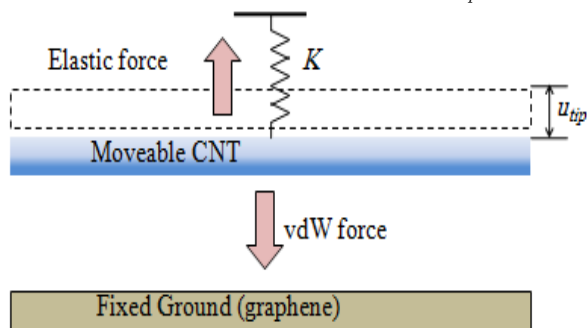 p
Elastic force
K
u_tip
Moveable CNT
vdW force
Fixed Ground (graphene)